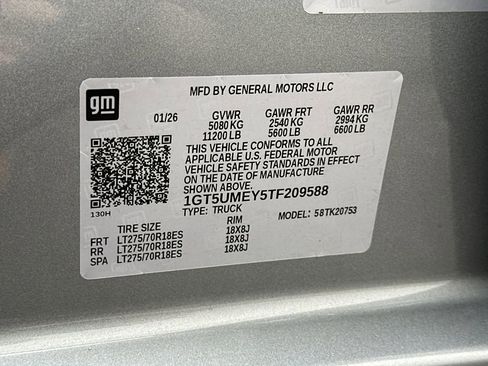 gm
MFD BY GENERAL MOTORS LLC
01/26 GVWR GAWR FRT GAWR RR
5080 KG 2540 KG 2994 KG
11200 LB 5600 LB 6600 LB
THIS VEHICLE CONFORMS TO ALL
APPLICABLE U.S. FEDERAL MOTOR
VEHICLE SAFETY STANDARDS IN EFFECT
ON THE DATE OF MANUFACTURE
SHOWN ABOVE.
1GT5UMEY5TF209588
130H TYPE: TRUCK MODEL: 58TK20753
TIRE SIZE RIM
FRT LT275/70R18ES 18X8J
RR LT275/70R18ES 18X8J
SPA LT275/70R18ES 18X8J